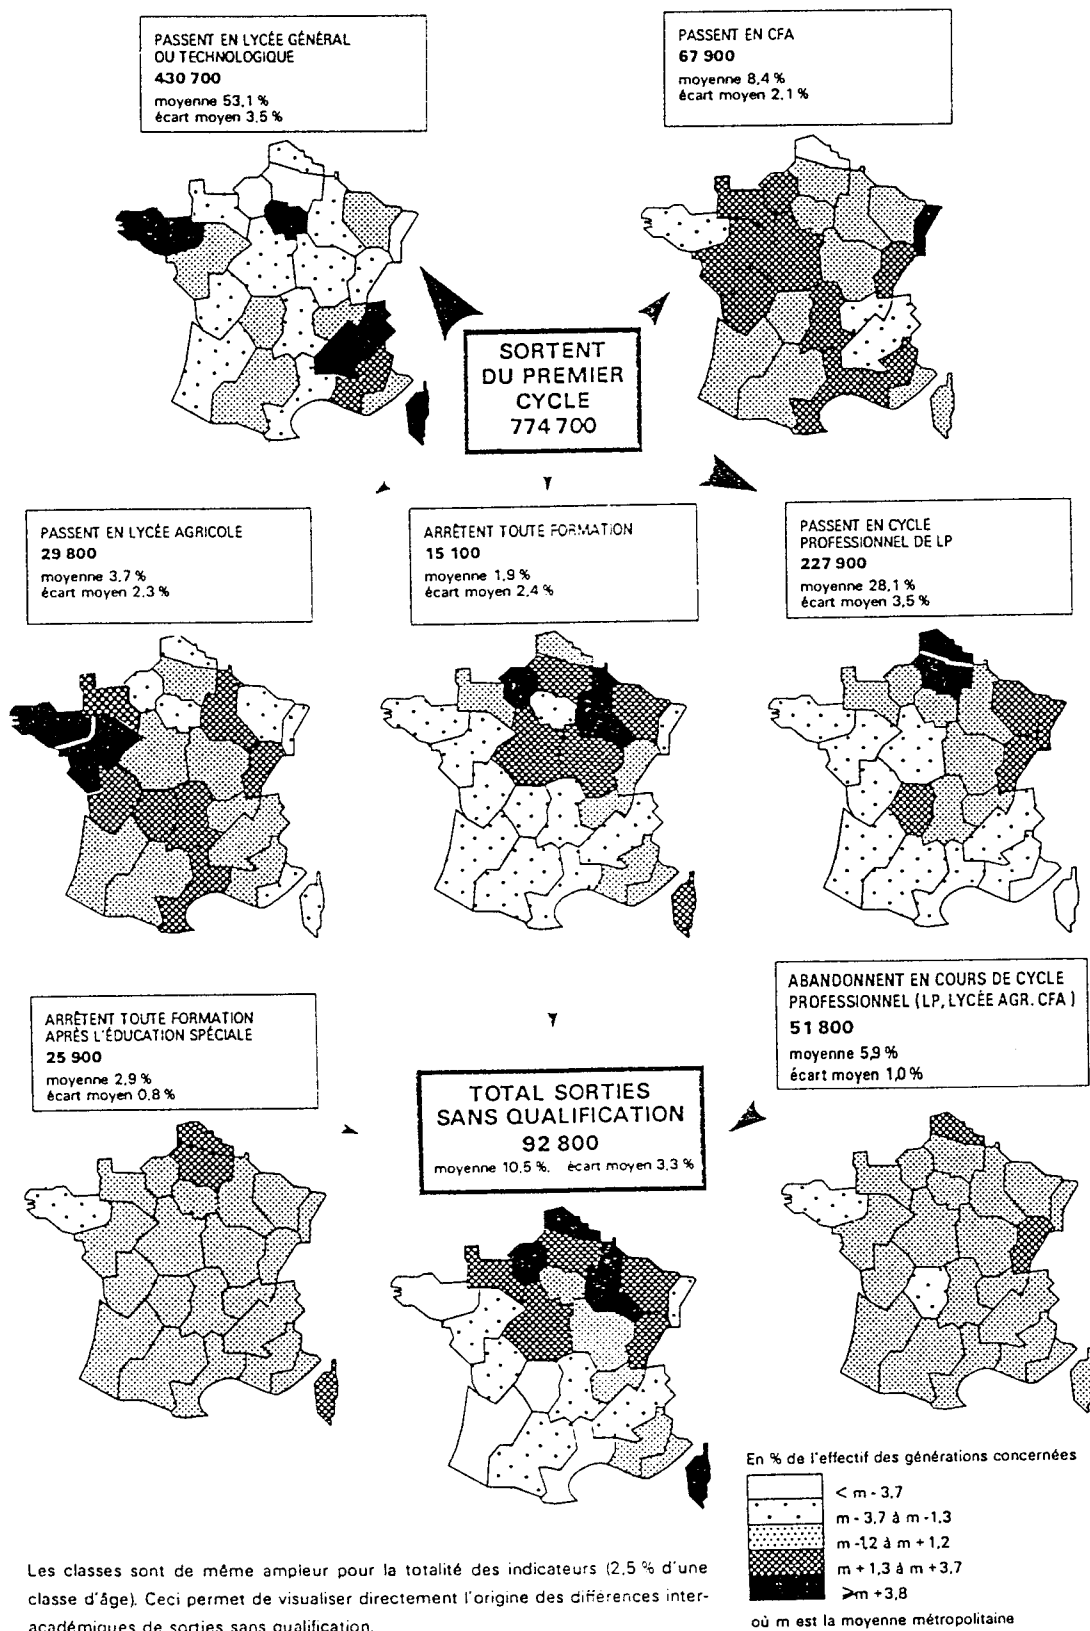 PASSENT EN LYCÉE GÉNÉRAL
OU TECHNOLOGIQUE
430 700
moyenne 53,1 %
écart moyen 3,5 %
PASSENT EN CFA
67 900
moyenne 8,4 %
écart moyen 2,1 %
SORTENT
DU PREMIER
CYCLE
774 700
PASSENT EN LYCÉE AGRICOLE
29 800
moyenne 3,7 %
écart moyen 2,3 %
ARRÊTENT TOUTE FORMATION
15 100
moyenne 1,9 %
écart moyen 2,4 %
PASSENT EN CYCLE
PROFESSIONNEL DE LP
227 900
moyenne 28,1 %
écart moyen 3,5 %
ARRÊTENT TOUTE FORMATION
APRÈS L'ÉDUCATION SPÉCIALE
25 900
moyenne 2,9 %
écart moyen 0,8 %
TOTAL SORTIES
SANS QUALIFICATION
92 800
moyenne 10,5 %. écart moyen 3,3 %
ABANDONNENT EN COURS DE CYCLE
PROFESSIONNEL (LP, LYCÉE AGR. CFA )
51 800
moyenne 5,9 %
écart moyen 1,0 %
En % de l'effectif des générations concernées
< m - 3,7
m - 3,7 à m - 1,3
m - 1,2 à m + 1,2
m + 1,3 à m + 3,7
≥ m + 3,8
où m est la moyenne métropolitaine
Les classes sont de même ampleur pour la totalité des indicateurs (2,5 % d'une
classe d'âge). Ceci permet de visualiser directement l'origine des différences inter-
académiques de sorties sans qualification.